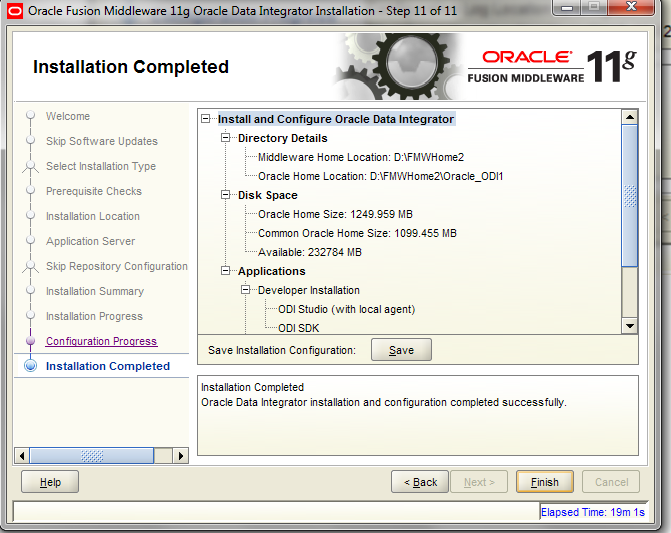 Oracle Fusion Middleware 11g Oracle Data Integrator Installation - Step 11 of 11
Installation Completed
ORACLE
FUSION MIDDLEWARE
11g
Welcome
Skip Software Updates
Select Installation Type
Prerequisite Checks
Installation Location
Application Server
Skip Repository Configuration
Installation Summary
Installation Progress
Configuration Progress
Installation Completed
Install and Configure Oracle Data Integrator
Directory Details
Middleware Home Location: D:\FMWHome2
Oracle Home Location: D:\FMWHome2\Oracle_ODI1
Disk Space
Oracle Home Size: 1249.959 MB
Common Oracle Home Size: 1099.455 MB
Available: 232784 MB
Applications
Developer Installation
ODI Studio (with local agent)
ODI SDK
Save Installation Configuration: Save
Installation Completed
Oracle Data Integrator installation and configuration completed successfully.
Help < Back Next > Finish Cancel
Elapsed Time: 19m 1s